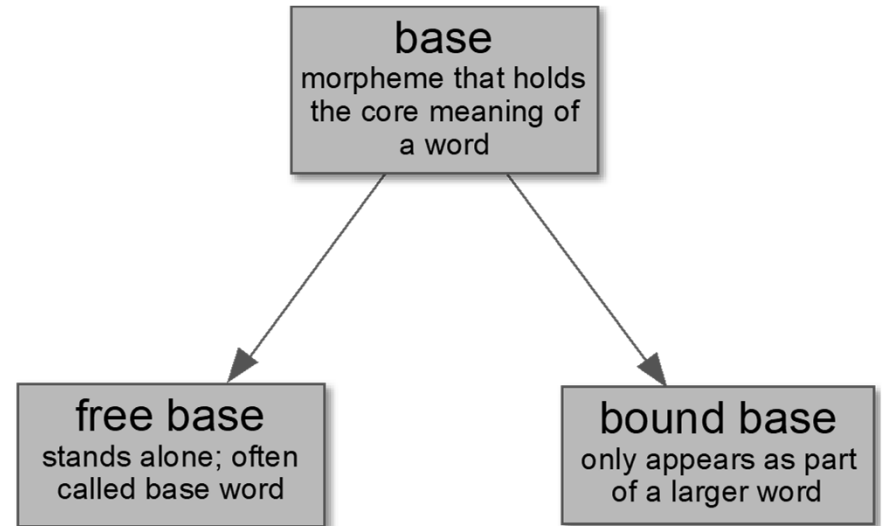 base
morpheme that holds
the core meaning of
a word
free base
stands alone; often
called base word
bound base
only appears as part
of a larger word